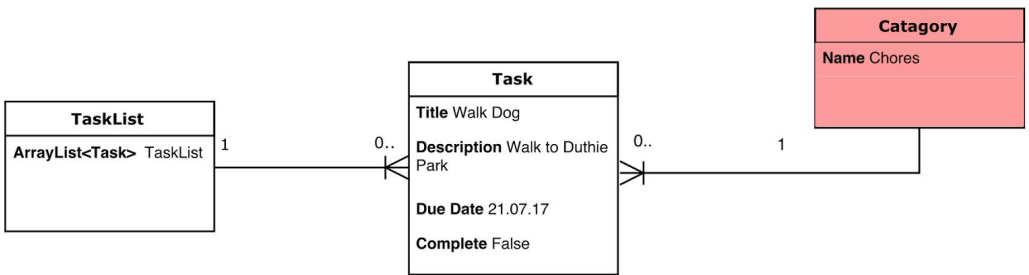 Catagory
Name Chores
Task
Title Walk Dog
Description Walk to Duthie
Park
Due Date 21.07.17
Complete False
TaskList
ArrayList<Task> TaskList
1
0..
0..
1